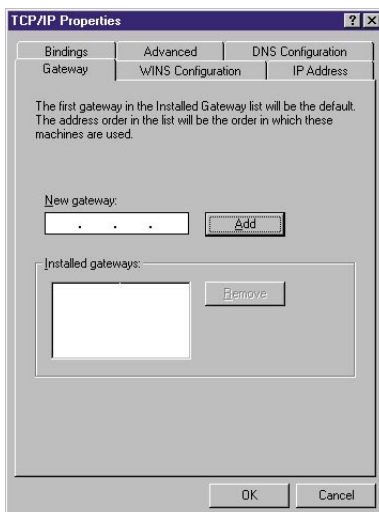 TCP/IP Properties
Bindings Advanced DNS Configuration
Gateway WINS Configuration IP Address
The first gateway in the Installed Gateway list will be the default.
The address order in the list will be the order in which these
machines are used.
New gateway:
. . . Add
Installed gateways:
Remove
OK Cancel